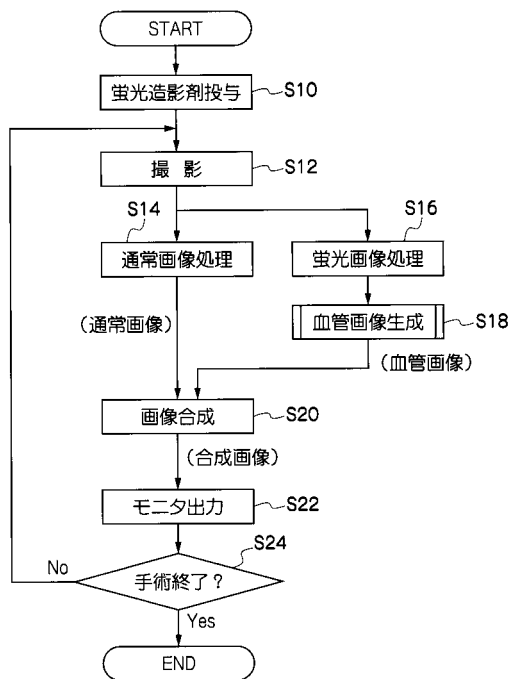 START
蛍光造影剤投与
S10
撮 影
S12
S14
S16
通常画像処理
蛍光画像処理
(通常画像)
血管画像生成
S18
(血管画像)
画像合成
S20
(合成画像)
モニタ出力
S22
S24
No
手術終了?
Yes
END